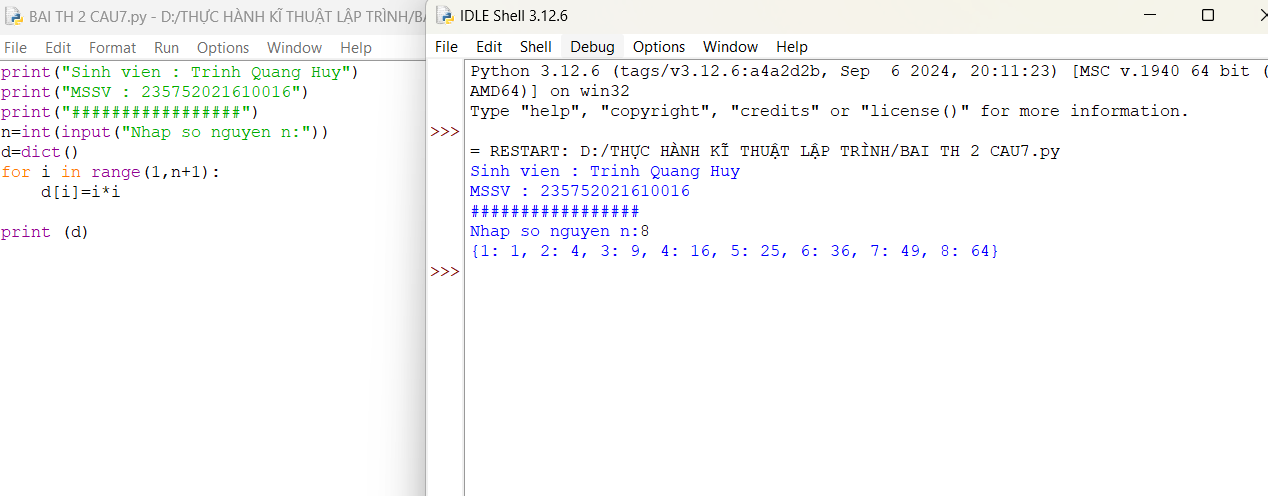 BAI TH 2 CAU7.py - D:/THỰC HÀNH KĨ THUẬT LẬP TRÌNH/BA
File Edit Format Run Options Window Help
print("Sinh vien : Trinh Quang Huy")
print("MSSV : 235752021610016")
print("#################")
n=int(input("Nhap so nguyen n:"))
d=dict()
for i in range(1,n+1):
    d[i]=i*i
print (d)
IDLE Shell 3.12.6
File Edit Shell Debug Options Window Help
Python 3.12.6 (tags/v3.12.6:a4a2d2b, Sep  6 2024, 20:11:23) [MSC v.1940 64 bit (
AMD64)] on win32
Type "help", "copyright", "credits" or "license()" for more information.
>>>
= RESTART: D:/THỰC HÀNH KĨ THUẬT LẬP TRÌNH/BAI TH 2 CAU7.py
Sinh vien : Trinh Quang Huy
MSSV : 235752021610016
#################
Nhap so nguyen n:8
{1: 1, 2: 4, 3: 9, 4: 16, 5: 25, 6: 36, 7: 49, 8: 64}
>>>